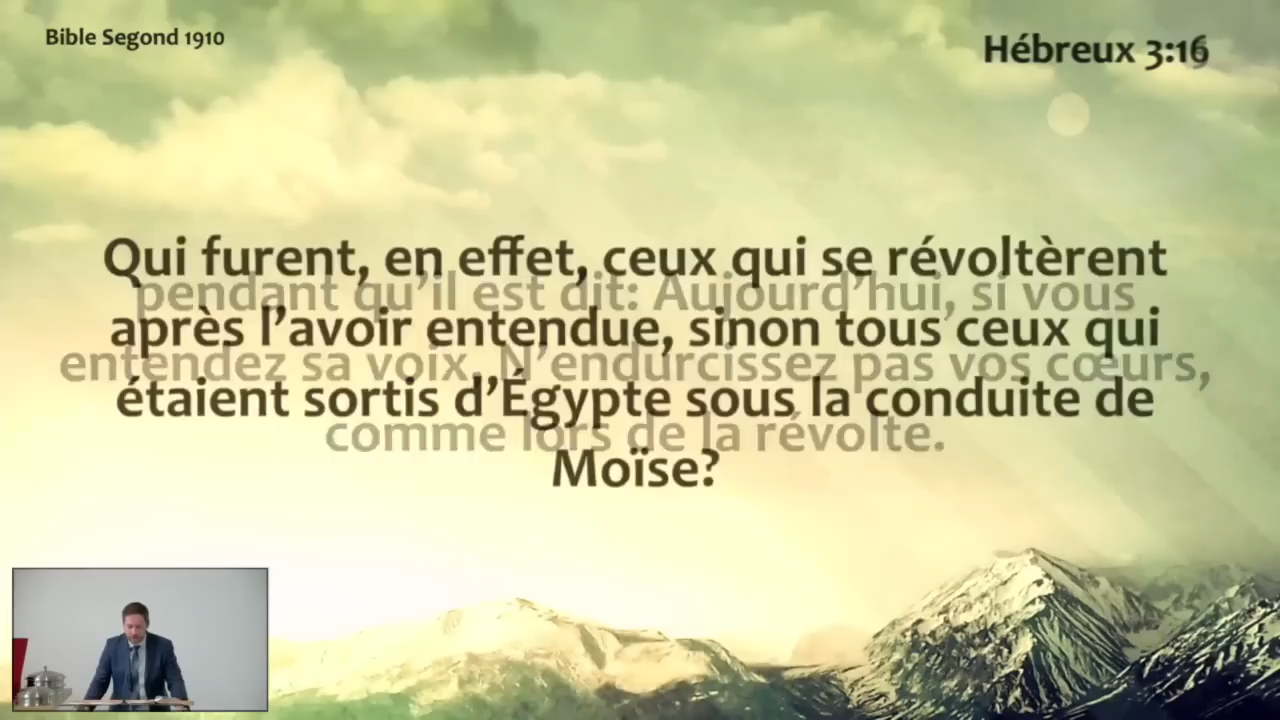 Bible Segond 1910
Hébreux 3:16
Qui furent, en effet, ceux qui se révoltèrent
pendant qu'il est dit: Aujourd'hui, si vous
après l'avoir entendue, sinon tous ceux qui
entendez sa voix, N'endurcissez pas vos cœurs,
étaient sortis d'Égypte sous la conduite de
comme lors de la révolte.
Moïse?